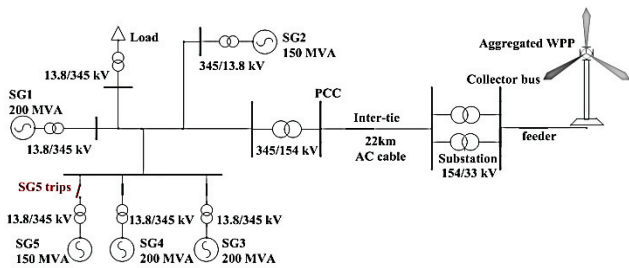 Load
13.8/345 kV
SG1
200 MVA
13.8/345 kV
SG2
150 MVA
345/13.8 kV
345/154 kV
PCC
Inter-tie
22km
AC cable
Substation
154/33 kV
Aggregated WPP
Collector bus
feeder
SG5 trips
13.8/345 kV
13.8/345 kV
13.8/345 kV
SG5
150 MVA
SG4
200 MVA
SG3
200 MVA